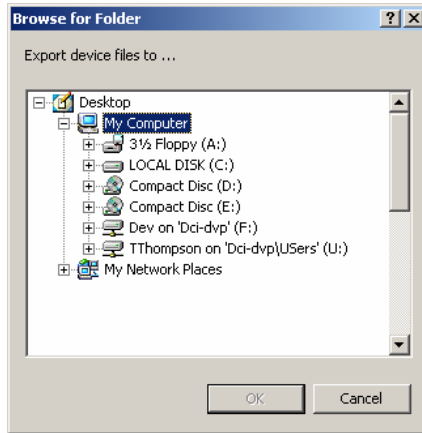 Browse for Folder
Export device files to ...
Desktop
My Computer
3½ Floppy (A:)
LOCAL DISK (C:)
Compact Disc (D:)
Compact Disc (E:)
Dev on 'Dci-dvp' (F:)
TThompson on 'Dci-dvp\USers' (U:)
My Network Places
OK
Cancel